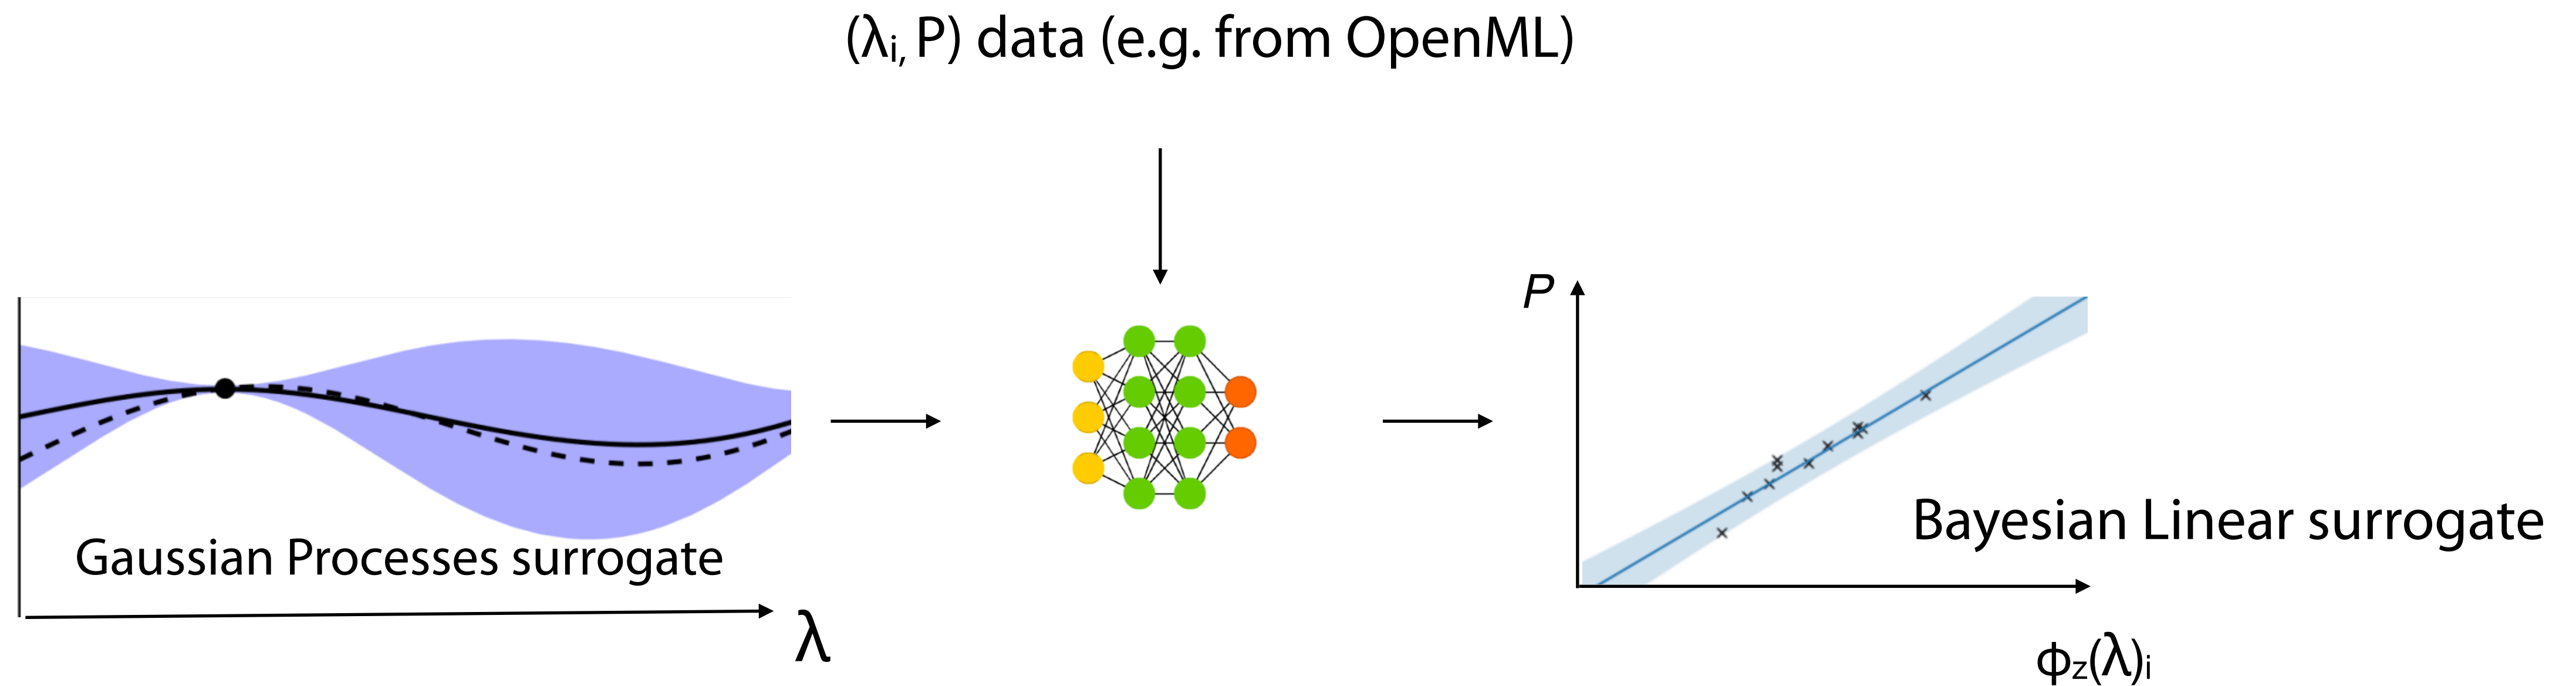 (λi, P) data (e.g. from OpenML)
P
Gaussian Processes surrogate
Bayesian Linear surrogate
λ
ϕz(λ)i